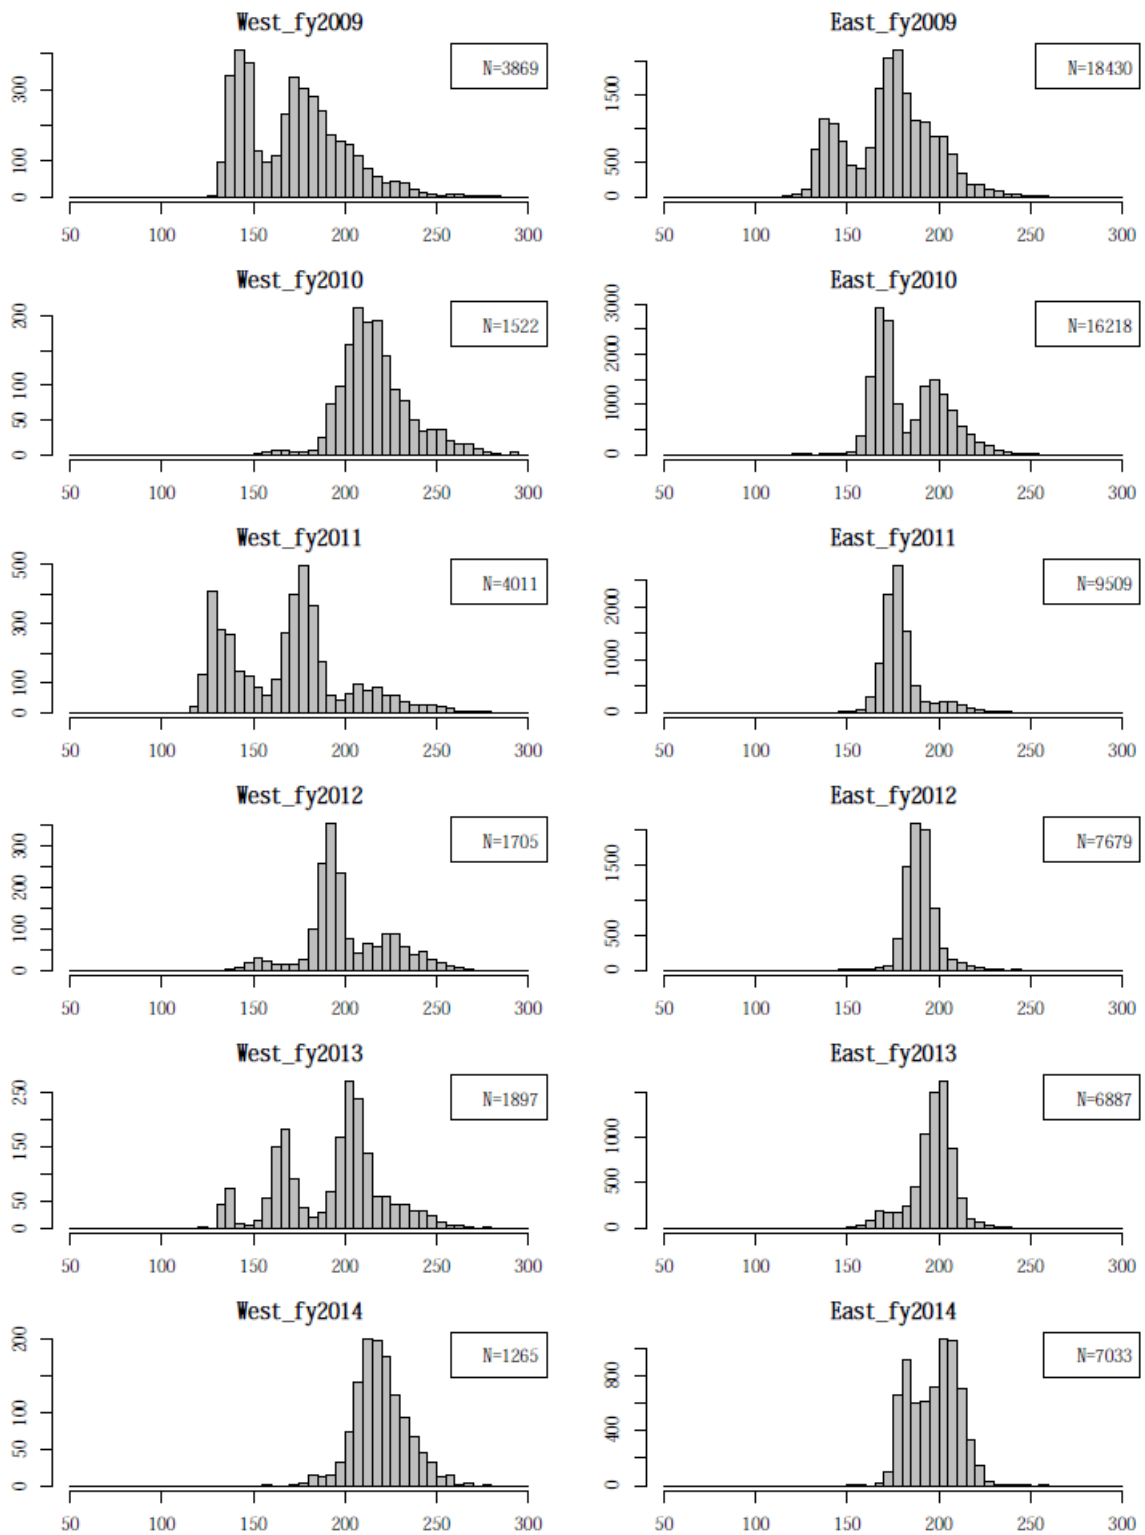 West_fy2009
N=3869
0 100 300
50 100 150 200 250 300
East_fy2009
N=18430
0 500 1500
50 100 150 200 250 300
West_fy2010
N=1522
0 50 100 200
50 100 150 200 250 300
East_fy2010
N=16218
0 1000 2000 3000
50 100 150 200 250 300
West_fy2011
N=4011
0 100 300 500
50 100 150 200 250 300
East_fy2011
N=9509
0 1000 2000
50 100 150 200 250 300
West_fy2012
N=1705
0 100 200 300
50 100 150 200 250 300
East_fy2012
N=7679
0 500 1500
50 100 150 200 250 300
West_fy2013
N=1897
0 50 150 250
50 100 150 200 250 300
East_fy2013
N=6887
0 500 1000
50 100 150 200 250 300
West_fy2014
N=1265
0 50 100 200
50 100 150 200 250 300
East_fy2014
N=7033
0 400 800
50 100 150 200 250 300